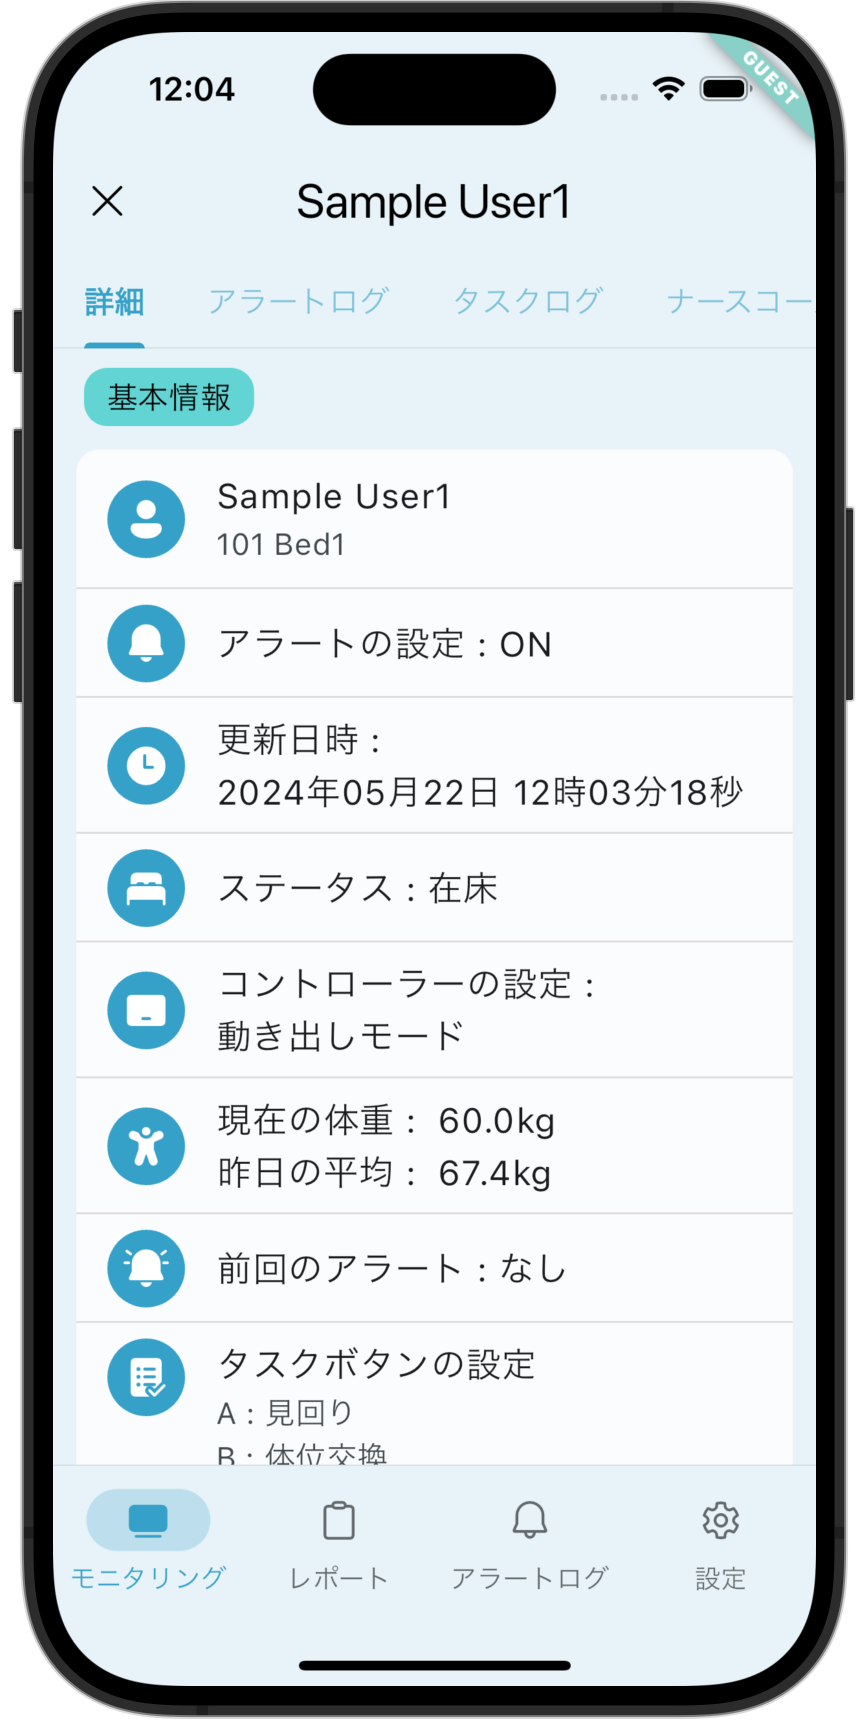 12:04
GUEST
Sample User1
詳細 アラートログ タスクログ ナースコー
基本情報
Sample User1
101 Bed1
アラートの設定：ON
更新日時：
2024年05月22日 12時03分18秒
ステータス：在床
コントローラーの設定：
動き出しモード
現在の体重： 60.0kg
昨日の平均： 67.4kg
前回のアラート：なし
タスクボタンの設定
A：見回り
B：体位交換
モニタリング レポート アラートログ 設定